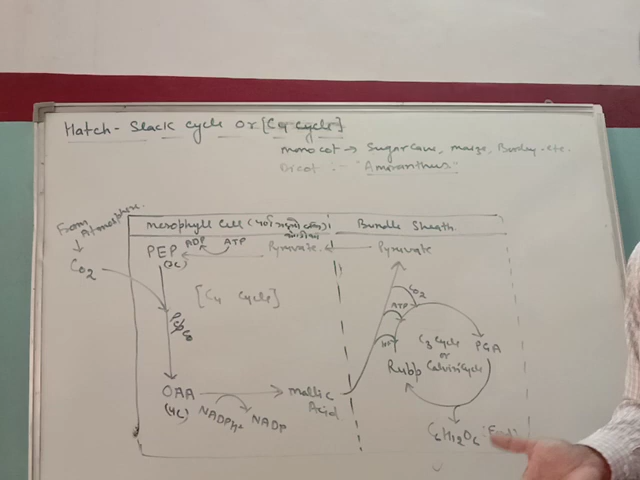 Hatch-Slack cycle or [C4 cycle]
monocot → Sugarcane, maize, Barley etc.
Dicot :- "Amaranthus"
From Atmosphere
CO2
Mesophyll Cell
Bundle Sheath
PEP
(3C)
ADP ATP
Pyruvate
Pyruvate
[C4 Cycle]
CO2
ATP
C3 Cycle
or
Calvin Cycle
Rubp
PGA
OAA
(4C)
NADPH2 NADP
Mallic
Acid
C6H12O6